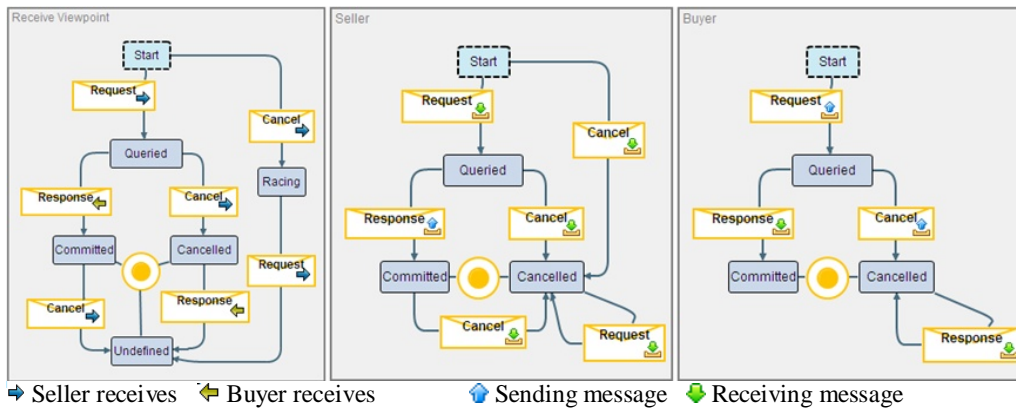 Receive Viewpoint
Start
Request
Cancel
Queried
Racing
Response
Cancel
Committed
Cancelled
Request
Cancel
Response
Undefined
Seller
Start
Request
Cancel
Queried
Response
Cancel
Committed
Cancelled
Cancel
Request
Buyer
Start
Request
Queried
Response
Cancel
Committed
Cancelled
Response
Seller receives Buyer receives Sending message Receiving message